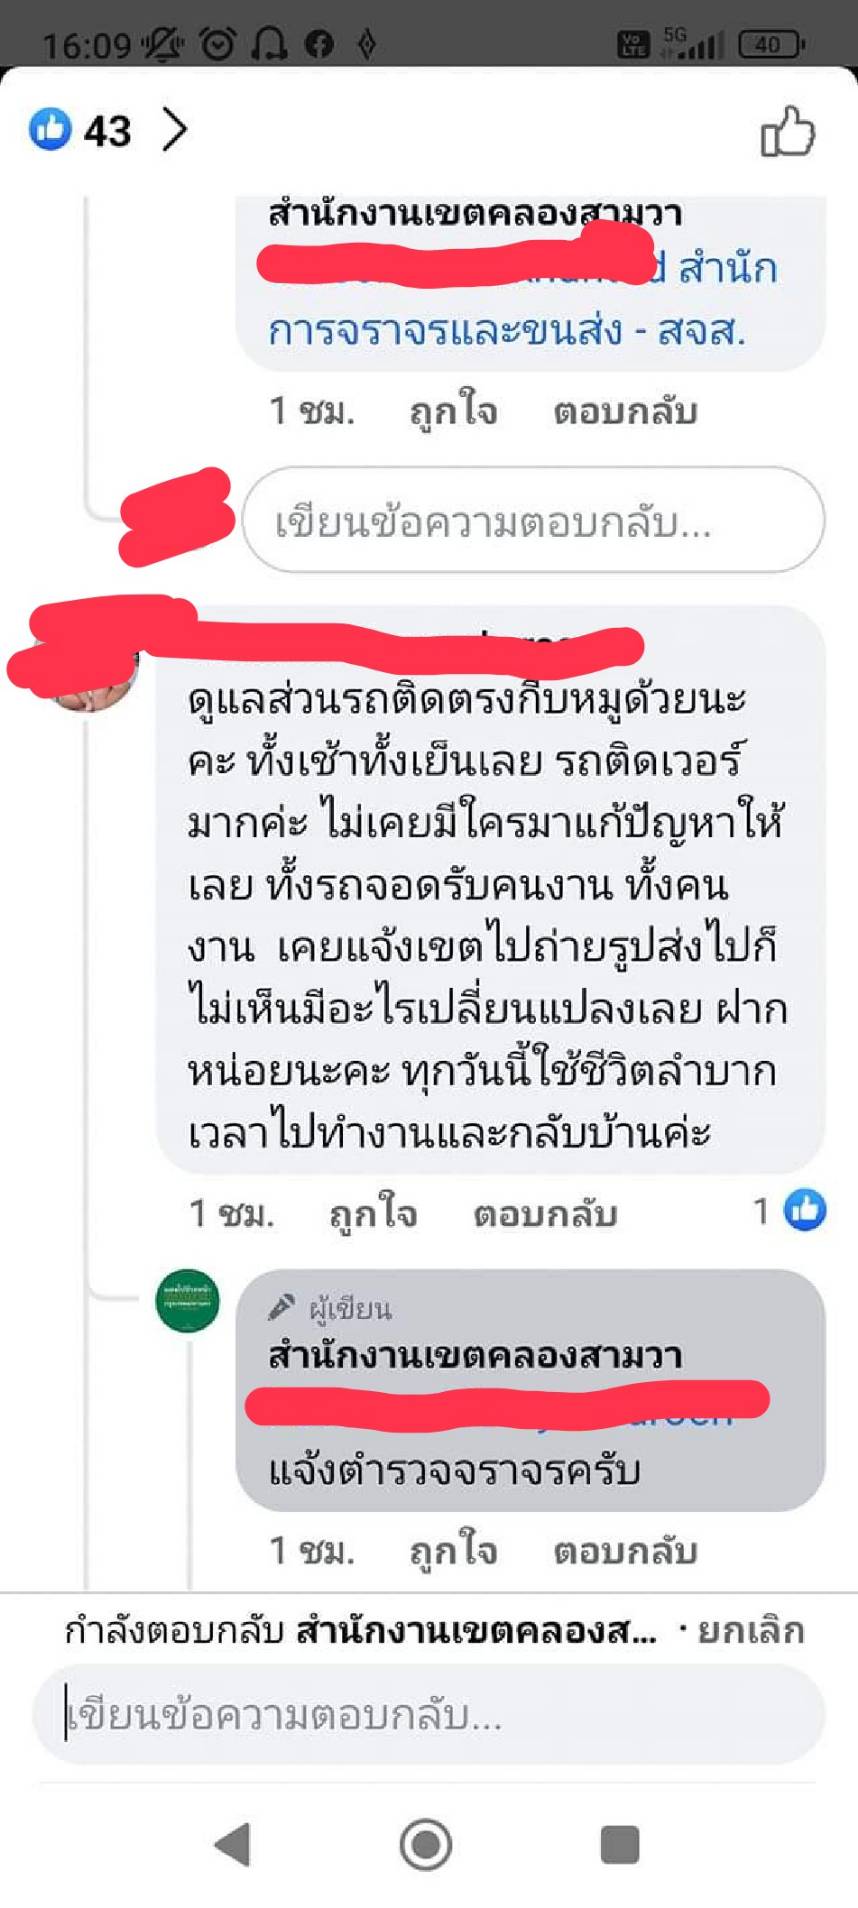 16:09
Vo LTE 5G 40
43
สำนักงานเขตคลองสามวา
สำนัก
การจราจรและขนส่ง - สจส.
1 ชม. ถูกใจ ตอบกลับ
เขียนข้อความตอบกลับ...
ดูแลส่วนรถติดตรงกีบหมูด้วยนะ
คะ ทั้งเช้าทั้งเย็นเลย รถติดเวอร์
มากค่ะ ไม่เคยมีใครมาแก้ปัญหาให้
เลย ทั้งรถจอดรับคนงาน ทั้งคน
งาน เคยแจ้งเขตไปถ่ายรูปส่งไปก็
ไม่เห็นมีอะไรเปลี่ยนแปลงเลย ฝาก
หน่อยนะคะ ทุกวันนี้ใช้ชีวิตลำบาก
เวลาไปทำงานและกลับบ้านค่ะ
1 ชม. ถูกใจ ตอบกลับ 1
ผู้เขียน
สำนักงานเขตคลองสามวา
แจ้งตำรวจจราจรครับ
1 ชม. ถูกใจ ตอบกลับ
กำลังตอบกลับ สำนักงานเขตคลองส... · ยกเลิก
เขียนข้อความตอบกลับ...